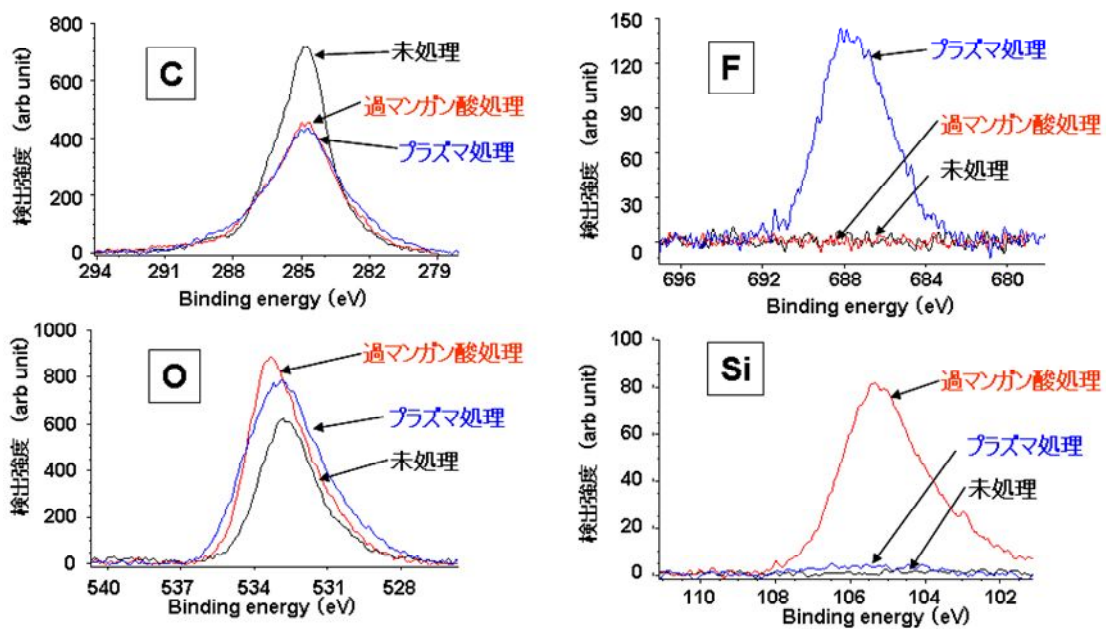 検出強度 (arb unit)
800
600
400
200
0
C
未処理
過マンガン酸処理
プラズマ処理
294 291 288 285 282 279
Binding energy (eV)
検出強度 (arb unit)
150
120
90
60
30
0
F
プラズマ処理
過マンガン酸処理
未処理
696 692 688 684 680
Binding energy (eV)
検出強度 (arb unit)
1000
800
600
400
200
0
O
過マンガン酸処理
プラズマ処理
未処理
540 537 534 531 528
Binding energy (eV)
検出強度 (arb unit)
100
80
60
40
20
0
Si
過マンガン酸処理
プラズマ処理
未処理
110 108 106 104 102
Binding energy (eV)